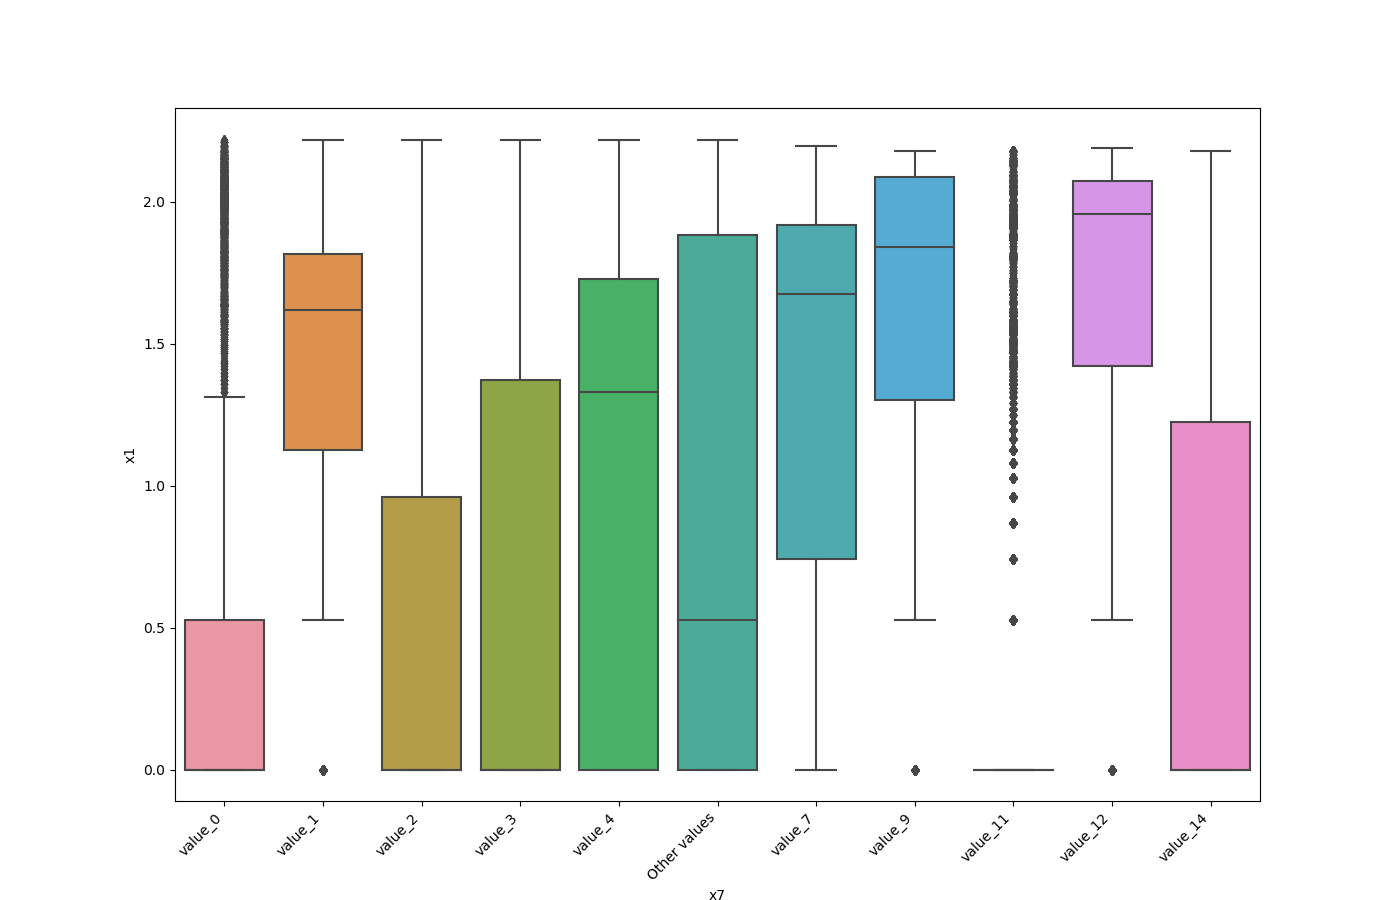 2.0
1.5
1.0
0.5
0.0
x1
value_0
value_1
value_2
value_3
value_4
Other values
value_7
value_9
value_11
value_12
value_14
x7